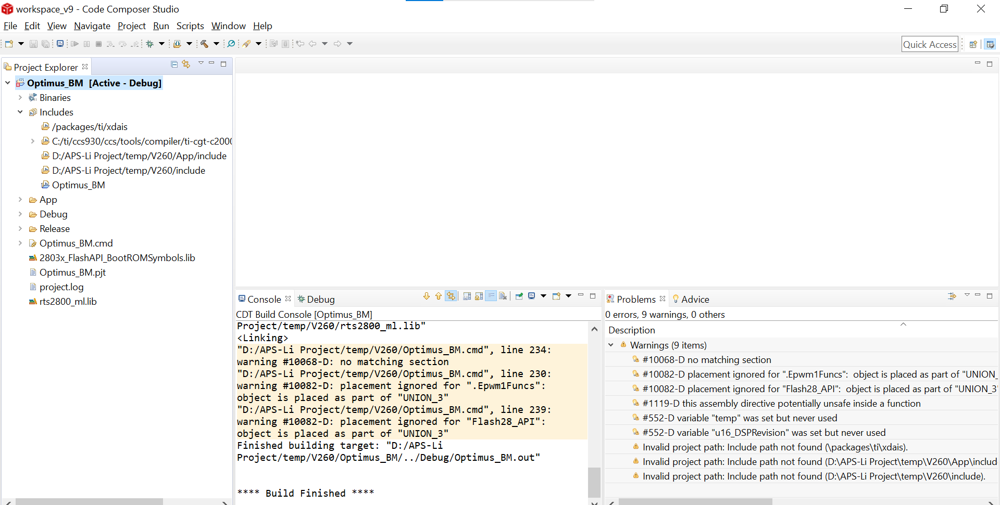 workspace_v9 - Code Composer Studio
File Edit View Navigate Project Run Scripts Window Help
Quick Access
Project Explorer
Optimus_BM [Active - Debug]
Binaries
Includes
/packages/ti/xdais
C:/ti/ccs930/ccs/tools/compiler/ti-cgt-c200
D:/APS-Li Project/temp/V260/App/include
D:/APS-Li Project/temp/V260/include
Optimus_BM
App
Debug
Release
Optimus_BM.cmd
2803x_FlashAPI_BootROMSymbols.lib
Optimus_BM.pjt
project.log
rts2800_ml.lib
Console Debug
CDT Build Console [Optimus_BM]
Project/temp/V260/rts2800_ml.lib"
<Linking>
"D:/APS-Li Project/temp/V260/Optimus_BM.cmd", line 234:
warning #10068-D: no matching section
"D:/APS-Li Project/temp/V260/Optimus_BM.cmd", line 230:
warning #10082-D: placement ignored for ".Epwm1Funcs":
object is placed as part of "UNION_3"
"D:/APS-Li Project/temp/V260/Optimus_BM.cmd", line 239:
warning #10082-D: placement ignored for "Flash28_API":
object is placed as part of "UNION_3"
Finished building target: "D:/APS-Li
Project/temp/V260/Optimus_BM/../Debug/Optimus_BM.out"
**** Build Finished ****
Problems Advice
0 errors, 9 warnings, 0 others
Description
Warnings (9 items)
#10068-D no matching section
#10082-D placement ignored for ".Epwm1Funcs": object is placed as part of "UNION_
#10082-D placement ignored for "Flash28_API": object is placed as part of "UNION_3"
#1119-D this assembly directive potentially unsafe inside a function
#552-D variable "temp" was set but never used
#552-D variable "u16_DSPRevision" was set but never used
Invalid project path: Include path not found (\packages\ti\xdais).
Invalid project path: Include path not found (D:\APS-Li Project\temp\V260\App\includ
Invalid project path: Include path not found (D:\APS-Li Project\temp\V260\include).